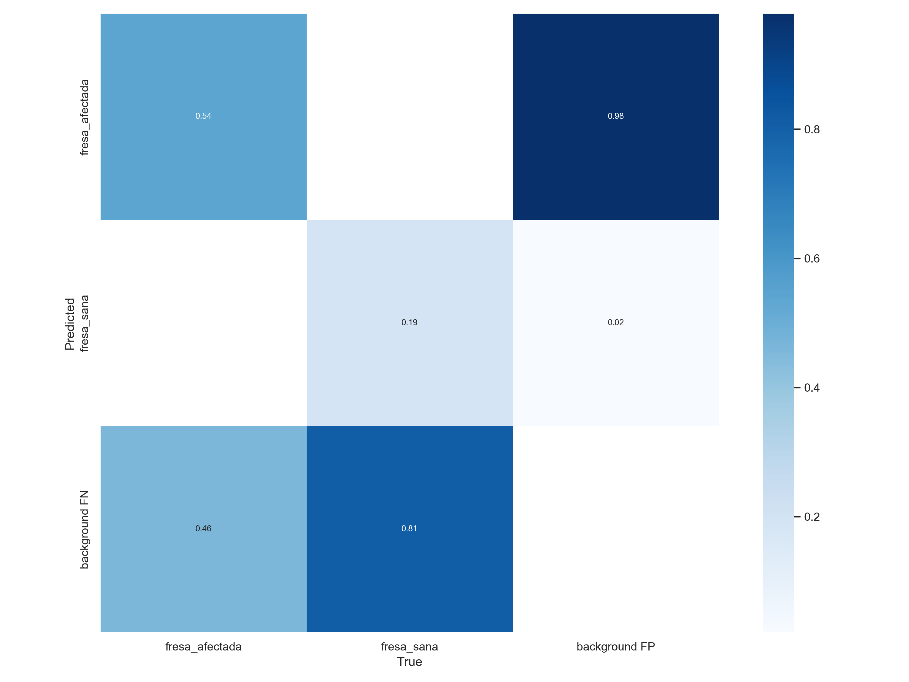 fresa_afectada
0.54
0.98
Predicted
fresa_sana
0.19
0.02
background FN
0.46
0.81
fresa_afectada
fresa_sana
background FP
True
0.8
0.6
0.4
0.2